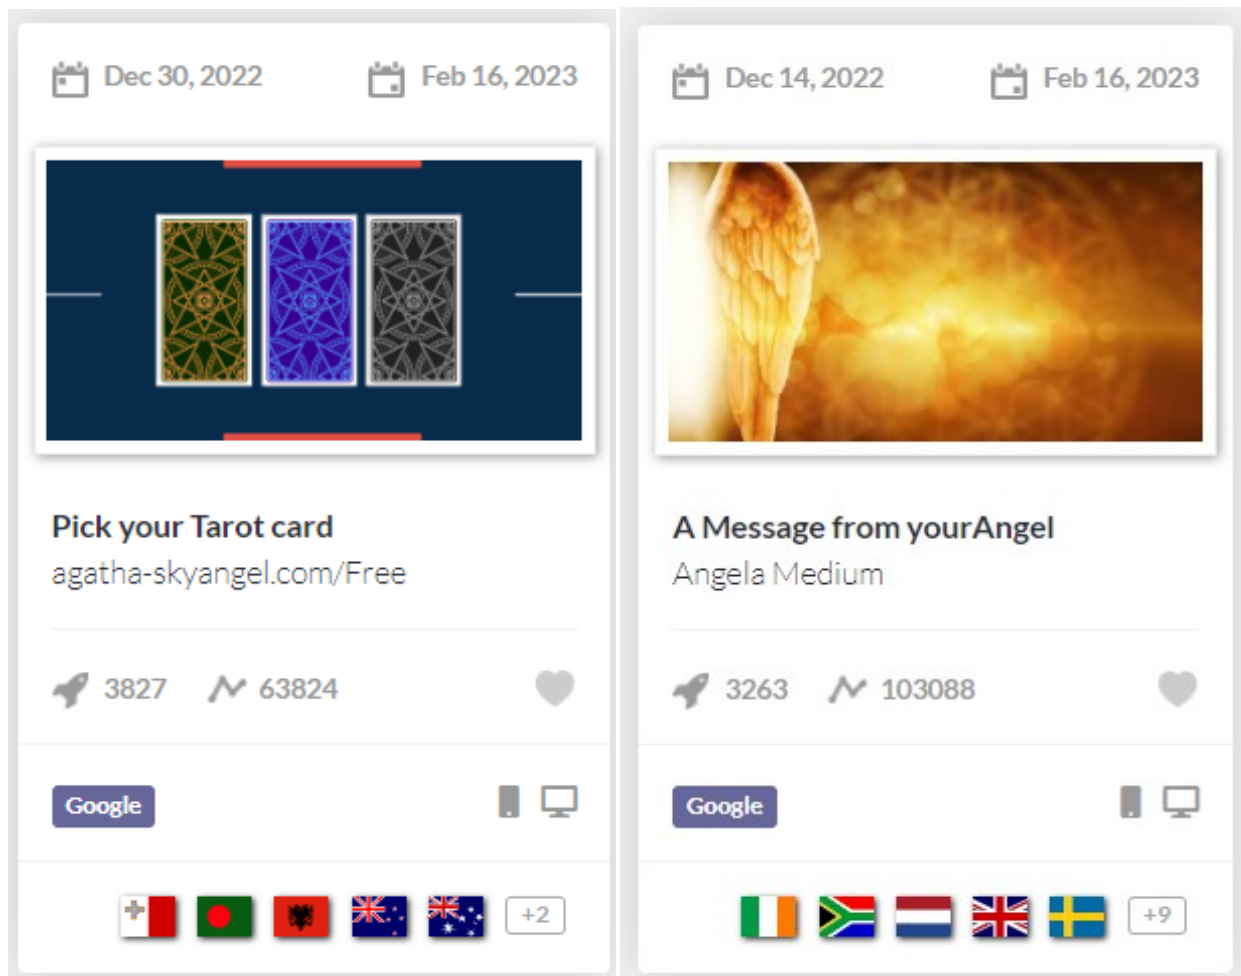 Dec 30, 2022 Feb 16, 2023
Pick your Tarot card
agatha-skyangel.com/Free
3827 63824
Google
+2
Dec 14, 2022 Feb 16, 2023
A Message from yourAngel
Angela Medium
3263 103088
Google
+9